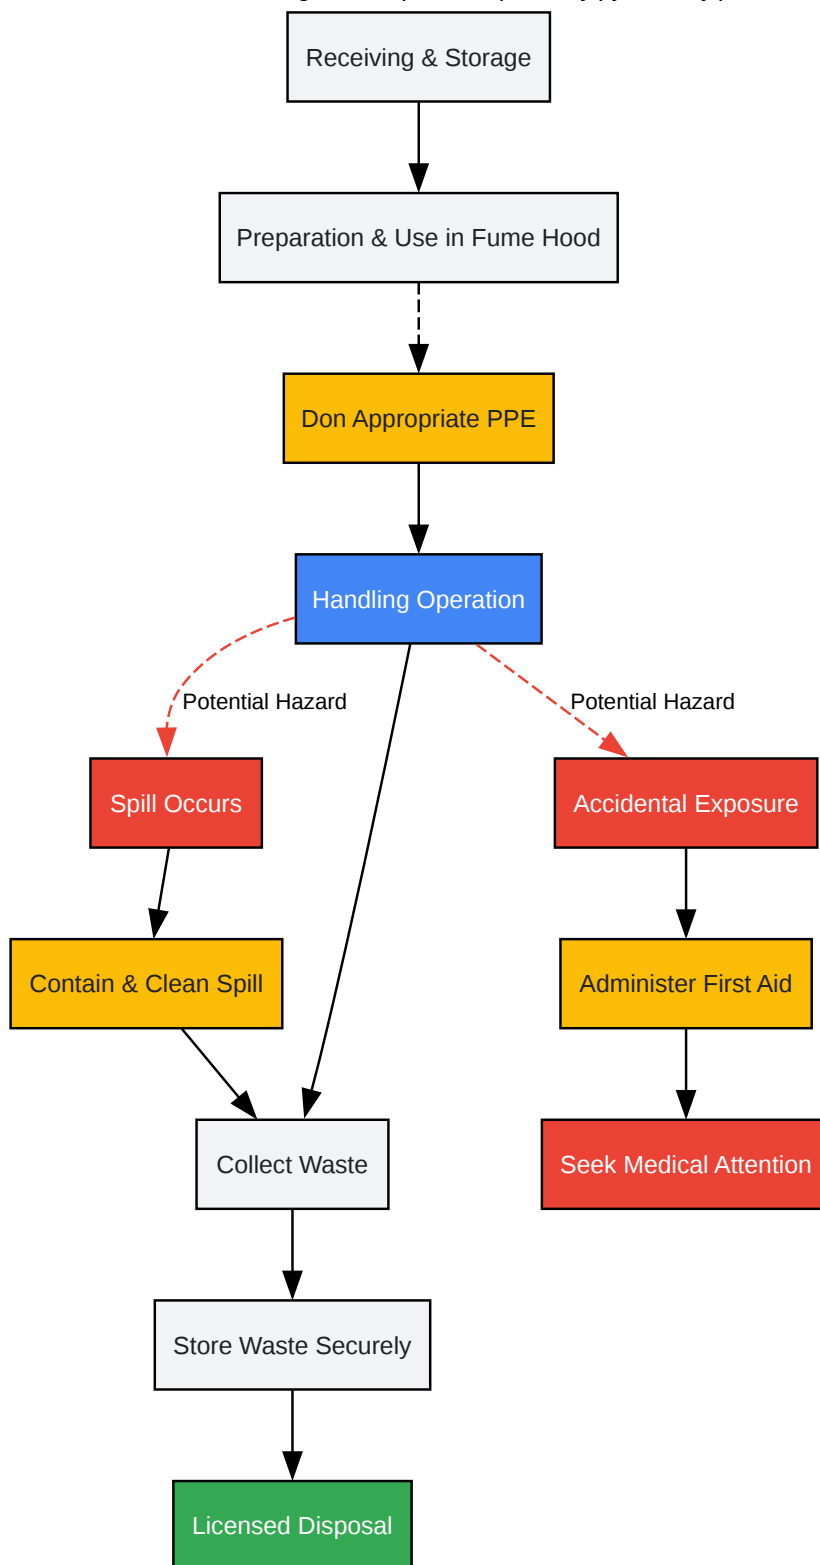 Receiving & Storage
Preparation & Use in Fume Hood
Don Appropriate PPE
Handling Operation
Potential Hazard
Potential Hazard
Spill Occurs
Accidental Exposure
Contain & Clean Spill
Administer First Aid
Collect Waste
Seek Medical Attention
Store Waste Securely
Licensed Disposal